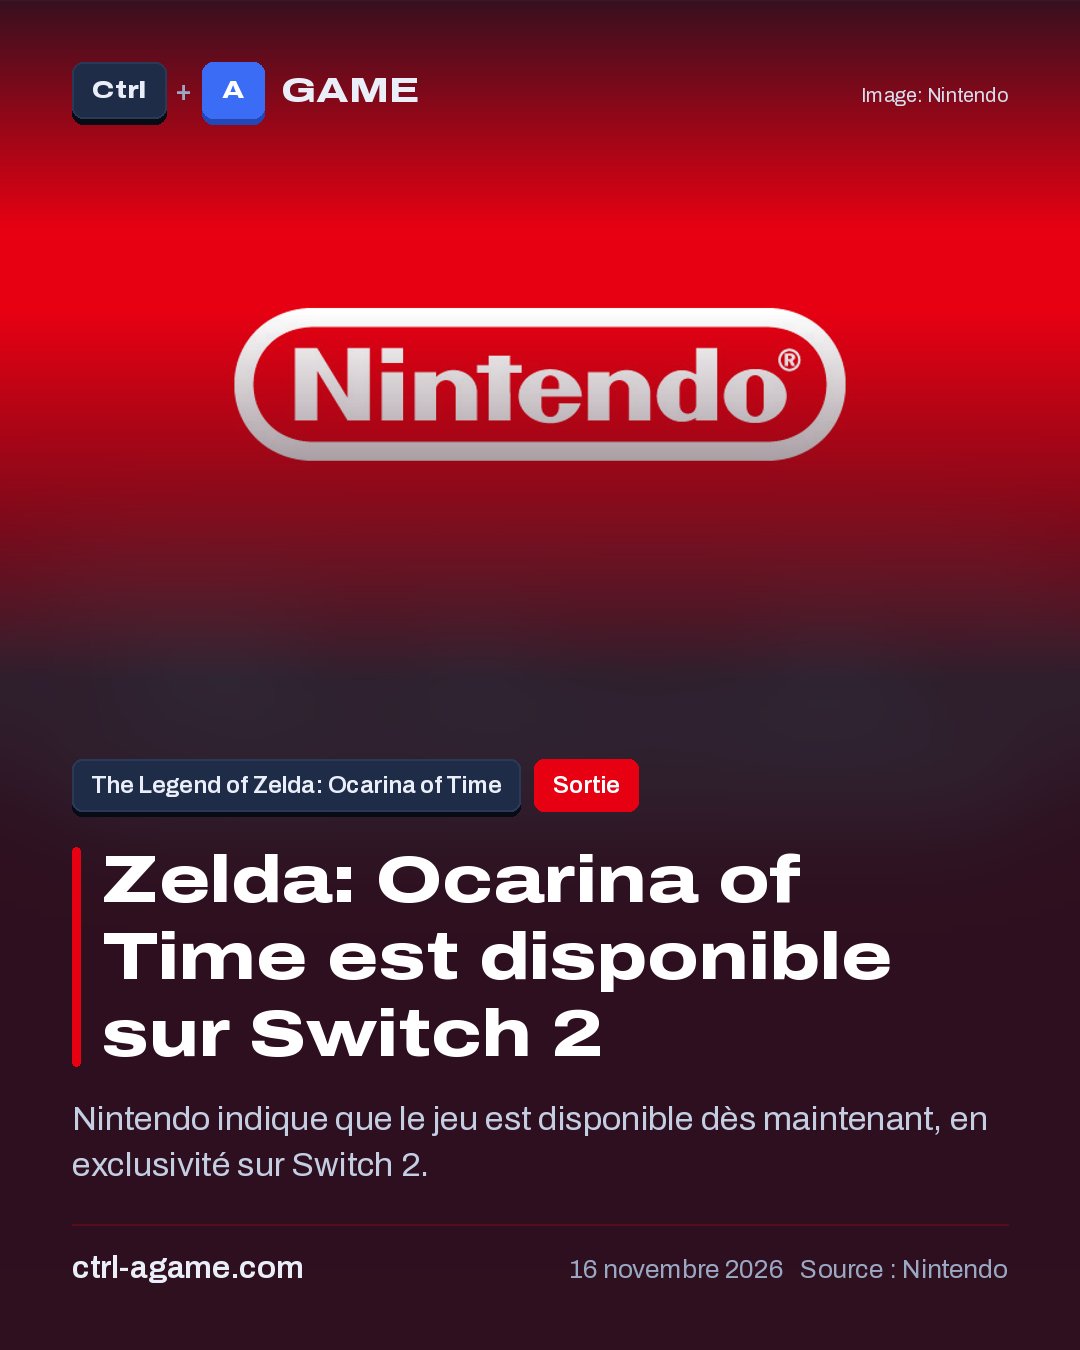 Ctrl + A GAME
Image: Nintendo
Nintendo®
The Legend of Zelda: Ocarina of Time
Sortie
Zelda: Ocarina of
Time est disponible
sur Switch 2
Nintendo indique que le jeu est disponible dès maintenant, en
exclusivité sur Switch 2.
ctrl-agame.com
16 novembre 2026 Source : Nintendo